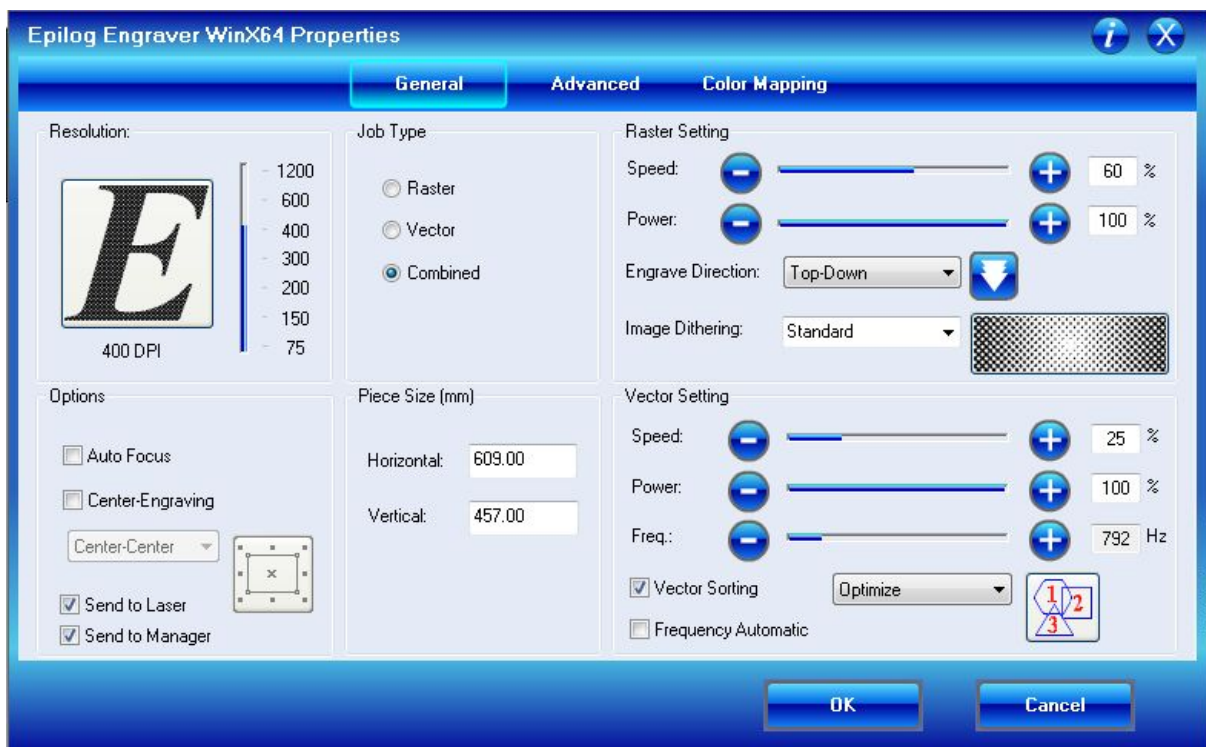 Epilog Engraver WinX64 Properties
i X
General Advanced Color Mapping
Resolution:
E
1200
600
400
300
200
150
75
400 DPI
Job Type
Raster
Vector
Combined
Raster Setting
Speed: 60 %
Power: 100 %
Engrave Direction: Top-Down
Image Dithering: Standard
Options
Auto Focus
Center-Engraving
Center-Center
x
Send to Laser
Send to Manager
Piece Size (mm)
Horizontal: 609.00
Vertical: 457.00
Vector Setting
Speed: 25 %
Power: 100 %
Freq.: 792 Hz
Vector Sorting Optimize
1 2
3
Frequency Automatic
OK Cancel